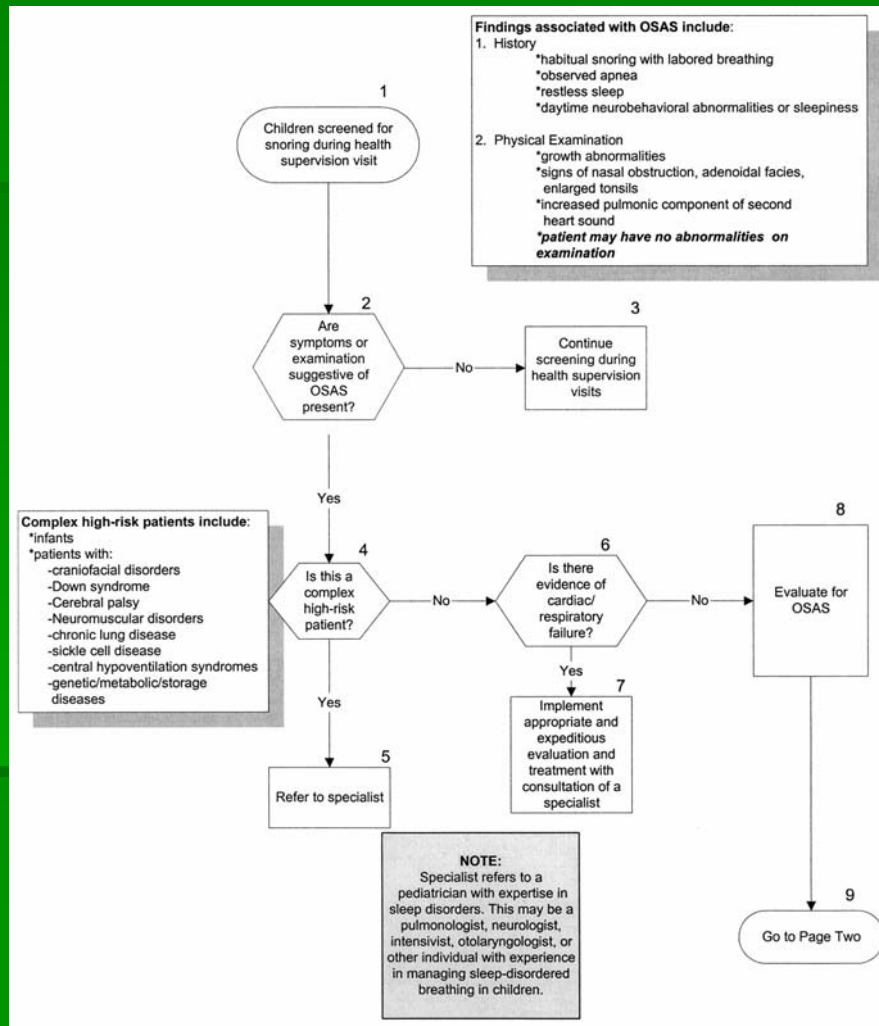 Findings associated with OSAS include:
1. History
*habitual snoring with labored breathing
*observed apnea
*restless sleep
*daytime neurobehavioral abnormalities or sleepiness
2. Physical Examination
*growth abnormalities
*signs of nasal obstruction, adenoidal facies,
enlarged tonsils
*increased pulmonic component of second
heart sound
*patient may have no abnormalities on
examination
1
Children screened for
snoring during health
supervision visit
2
Are
symptoms or
examination
suggestive of
OSAS
present?
No
3
Continue
screening during
health supervision
visits
Yes
Complex high-risk patients include:
*infants
*patients with:
-craniofacial disorders
-Down syndrome
-Cerebral palsy
-Neuromuscular disorders
-chronic lung disease
-sickle cell disease
-central hypoventilation syndromes
-genetic/metabolic/storage
diseases
4
Is this a
complex
high-risk
patient?
No
6
Is there
evidence of
cardiac/
respiratory
failure?
No
8
Evaluate for
OSAS
Yes
5
Refer to specialist
Yes
7
Implement
appropriate and
expeditious
evaluation and
treatment with
consultation of a
specialist
NOTE:
Specialist refers to a
pediatrician with expertise in
sleep disorders. This may be a
pulmonologist, neurologist,
intensivist, otolaryngologist, or
other individual with experience
in managing sleep-disordered
breathing in children.
9
Go to Page Two